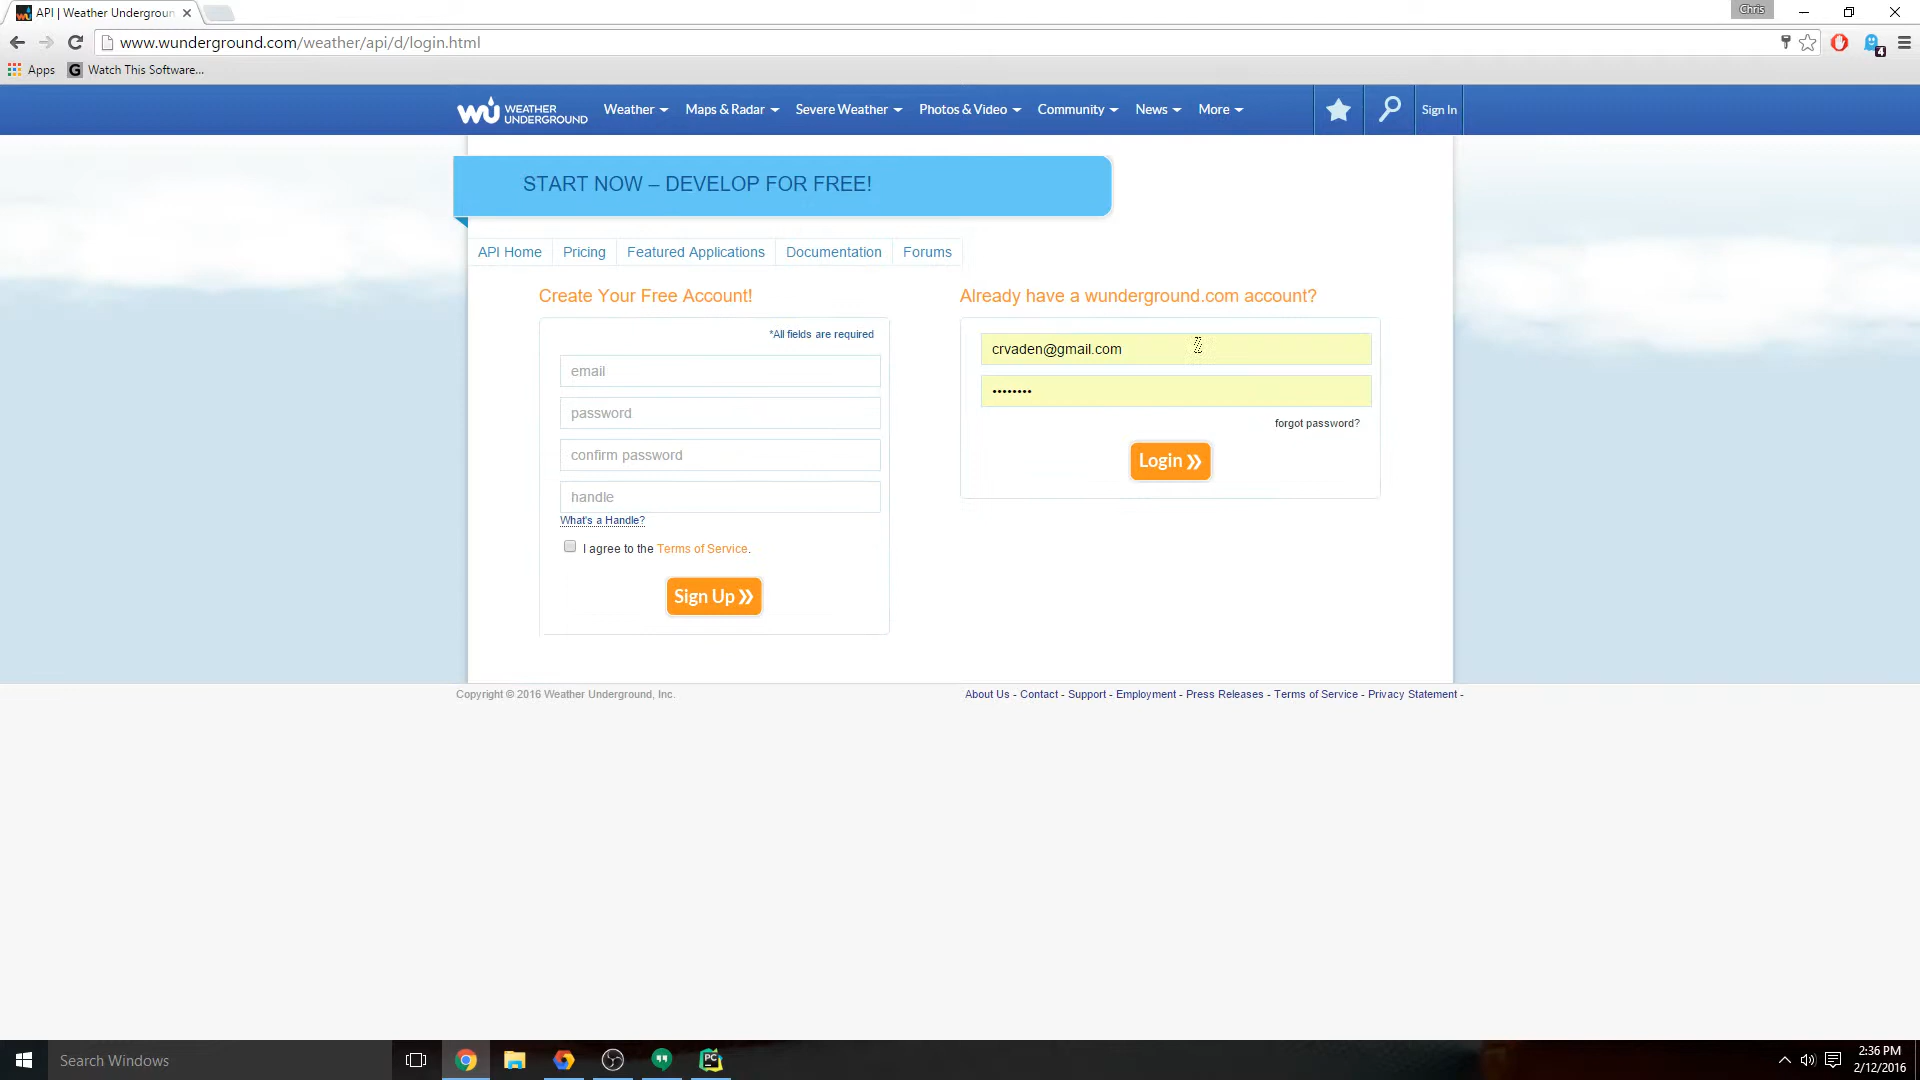 API | Weather Undergroun
Chris
www.wunderground.com/weather/api/d/login.html
4
Apps
G Watch This Software...
WEATHER
UNDERGROUND
Weather
Maps & Radar
Severe Weather
Photos & Video
Community
News
More
Sign In
START NOW – DEVELOP FOR FREE!
API Home
Pricing
Featured Applications
Documentation
Forums
Create Your Free Account!
*All fields are required
email
password
confirm password
handle
What's a Handle?
I agree to the Terms of Service.
Sign Up
Already have a wunderground.com account?
crvaden@gmail.com
••••••••
forgot password?
Login
Copyright © 2016 Weather Underground, Inc.
About Us - Contact - Support - Employment - Press Releases - Terms of Service - Privacy Statement -
Search Windows
PC
2:36 PM
2/12/2016